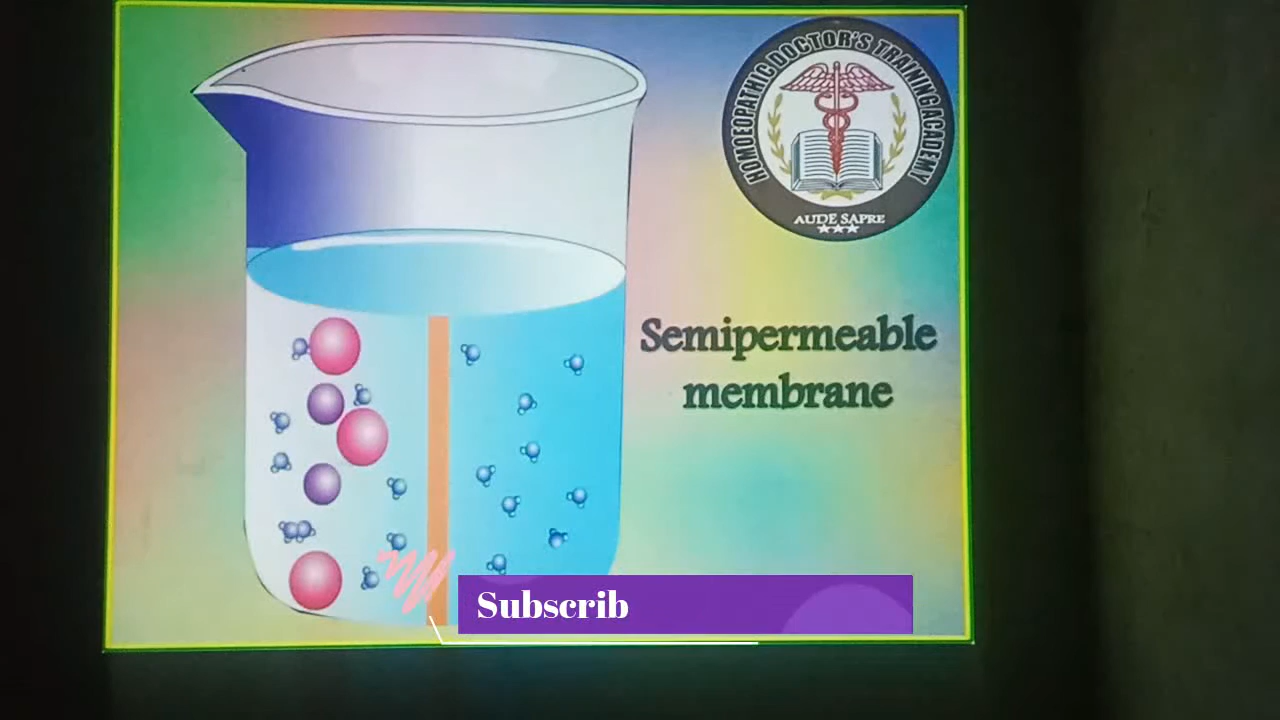 HOMOEOPATHIC DOCTOR'S TRAINING ACADEMY
AUDE SAPRE
Semipermeable
membrane
Subscrib